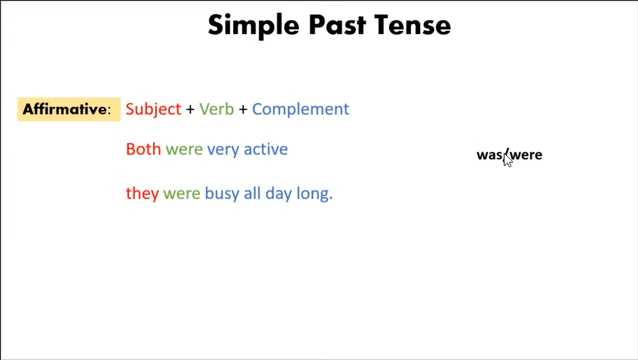 Simple Past Tense
Affirmative: Subject + Verb + Complement
Both were very active
was/were
they were busy all day long.